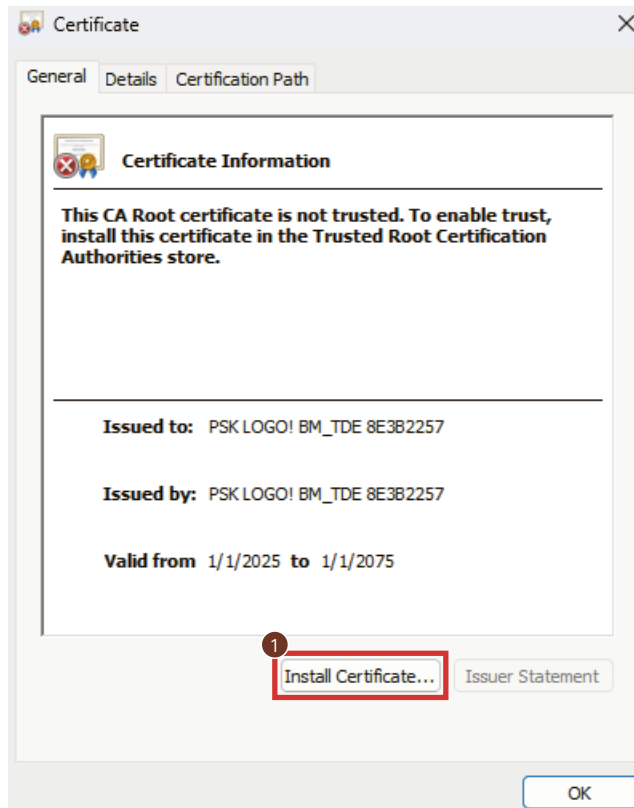 Certificate
General Details Certification Path
Certificate Information
This CA Root certificate is not trusted. To enable trust,
install this certificate in the Trusted Root Certification
Authorities store.
Issued to: PSK LOGO! BM_TDE 8E3B2257
Issued by: PSK LOGO! BM_TDE 8E3B2257
Valid from 1/1/2025 to 1/1/2075
1
Install Certificate... Issuer Statement
OK